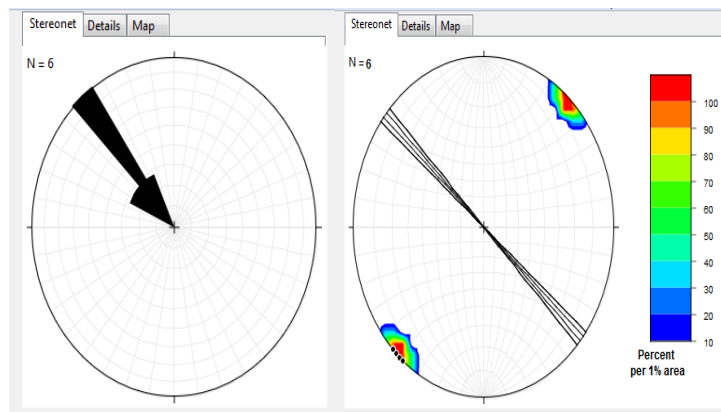 Stereonet Details Map
N = 6
Stereonet Details Map
N = 6
100
90
80
70
60
50
40
30
20
10
Percent
per 1% area